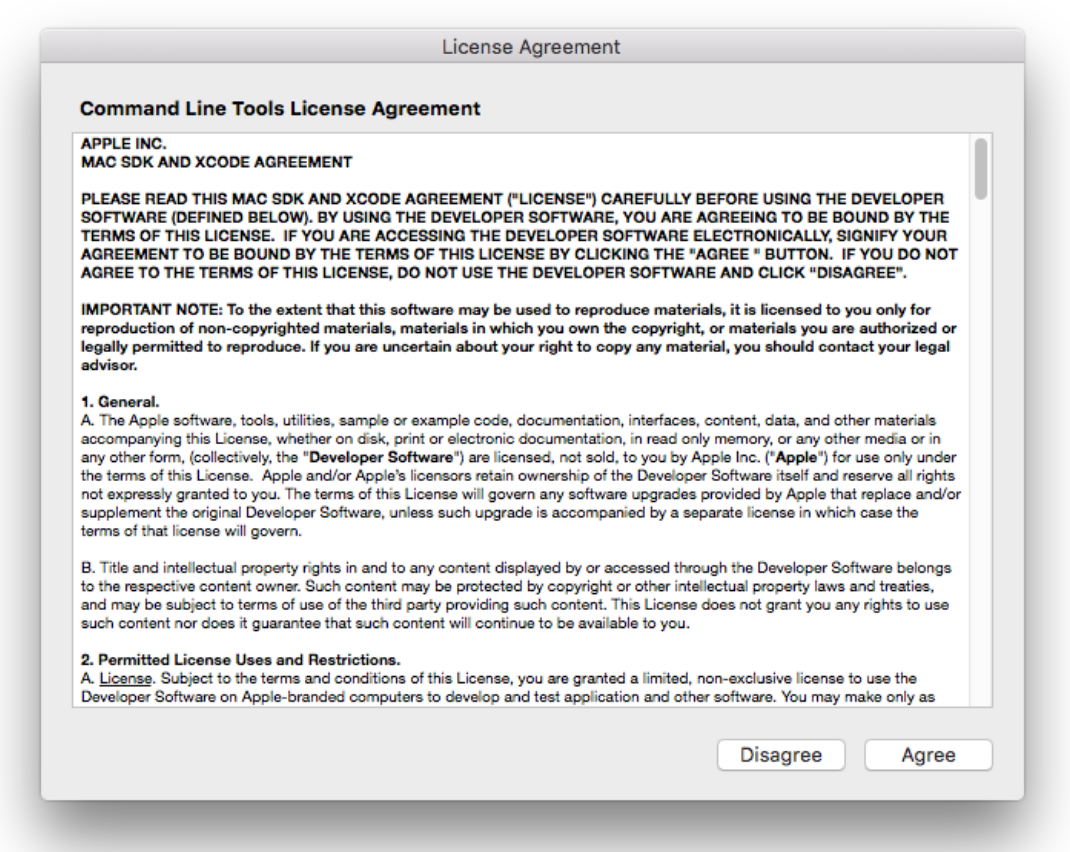 License Agreement
Command Line Tools License Agreement
APPLE INC.
MAC SDK AND XCODE AGREEMENT
PLEASE READ THIS MAC SDK AND XCODE AGREEMENT ("LICENSE") CAREFULLY BEFORE USING THE DEVELOPER
SOFTWARE (DEFINED BELOW). BY USING THE DEVELOPER SOFTWARE, YOU ARE AGREEING TO BE BOUND BY THE
TERMS OF THIS LICENSE.  IF YOU ARE ACCESSING THE DEVELOPER SOFTWARE ELECTRONICALLY, SIGNIFY YOUR
AGREEMENT TO BE BOUND BY THE TERMS OF THIS LICENSE BY CLICKING THE "AGREE " BUTTON.  IF YOU DO NOT
AGREE TO THE TERMS OF THIS LICENSE, DO NOT USE THE DEVELOPER SOFTWARE AND CLICK “DISAGREE”.
IMPORTANT NOTE: To the extent that this software may be used to reproduce materials, it is licensed to you only for
reproduction of non-copyrighted materials, materials in which you own the copyright, or materials you are authorized or
legally permitted to reproduce. If you are uncertain about your right to copy any material, you should contact your legal
advisor.
1. General.
A. The Apple software, tools, utilities, sample or example code, documentation, interfaces, content, data, and other materials
accompanying this License, whether on disk, print or electronic documentation, in read only memory, or any other media or in
any other form, (collectively, the "Developer Software") are licensed, not sold, to you by Apple Inc. ("Apple") for use only under
the terms of this License.  Apple and/or Apple's licensors retain ownership of the Developer Software itself and reserve all rights
not expressly granted to you. The terms of this License will govern any software upgrades provided by Apple that replace and/or
supplement the original Developer Software, unless such upgrade is accompanied by a separate license in which case the
terms of that license will govern.
B. Title and intellectual property rights in and to any content displayed by or accessed through the Developer Software belongs
to the respective content owner. Such content may be protected by copyright or other intellectual property laws and treaties,
and may be subject to terms of use of the third party providing such content. This License does not grant you any rights to use
such content nor does it guarantee that such content will continue to be available to you.
2. Permitted License Uses and Restrictions.
A. License. Subject to the terms and conditions of this License, you are granted a limited, non-exclusive license to use the
Developer Software on Apple-branded computers to develop and test application and other software. You may make only as
Disagree
Agree